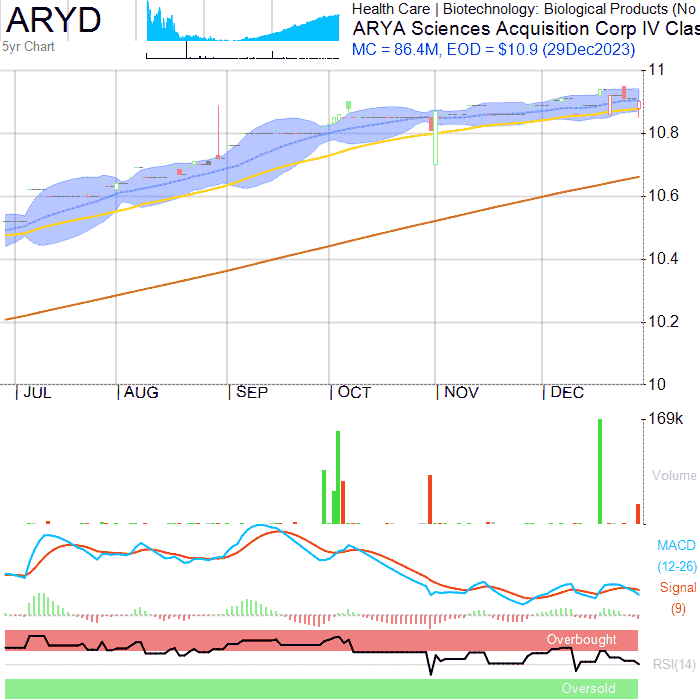 ARYD
Health Care | Biotechnology: Biological Products (No
ARYA Sciences Acquisition Corp IV Clas
5yr Chart
MC = 86.4M, EOD = $10.9 (29Dec2023)
11
10.8
10.6
10.4
10.2
10
JUL AUG SEP OCT NOV DEC
169k
Volume
MACD
(12-26)
Signal
(9)
Overbought
RSI(14)
Oversold